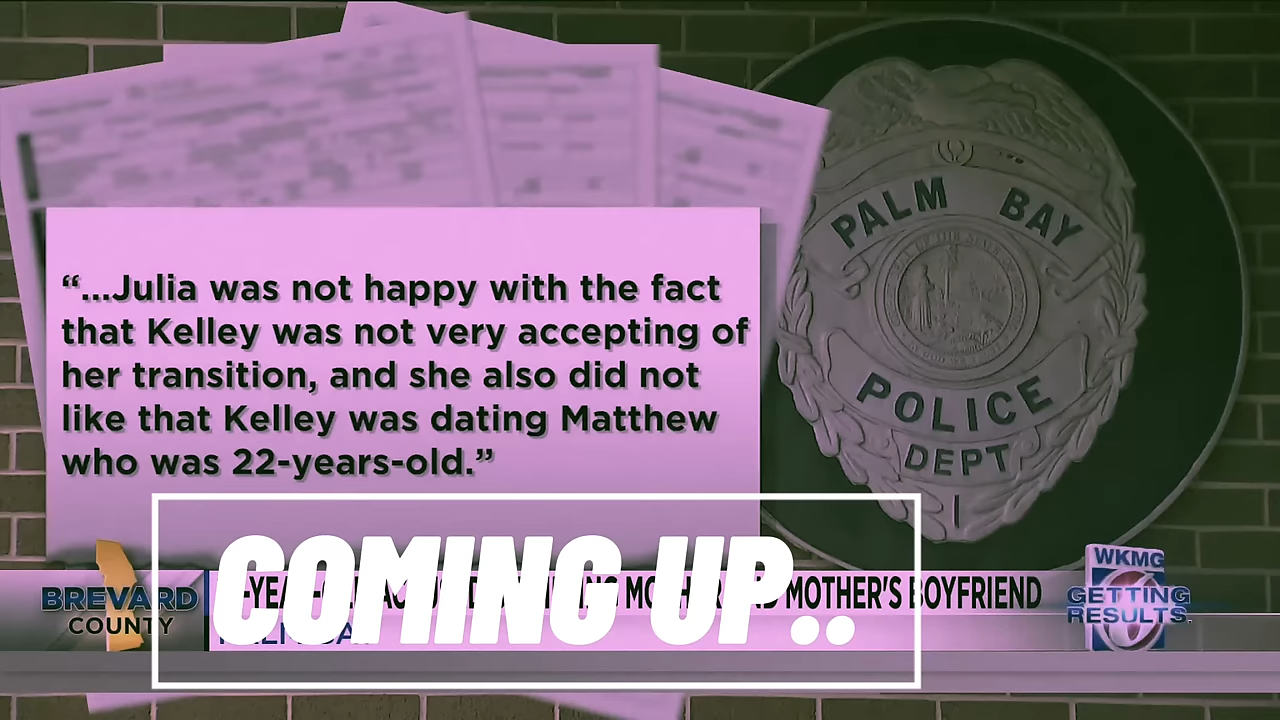 “...Julia was not happy with the fact
that Kelley was not very accepting of
her transition, and she also did not
like that Kelley was dating Matthew
who was 22-years-old.”
PALM BAY
POLICE
DEPT
COMING UP..
MOTHER'S BOYFRIEND
BREVARD
COUNTY
WKMG
6
GETTING
RESULTS.